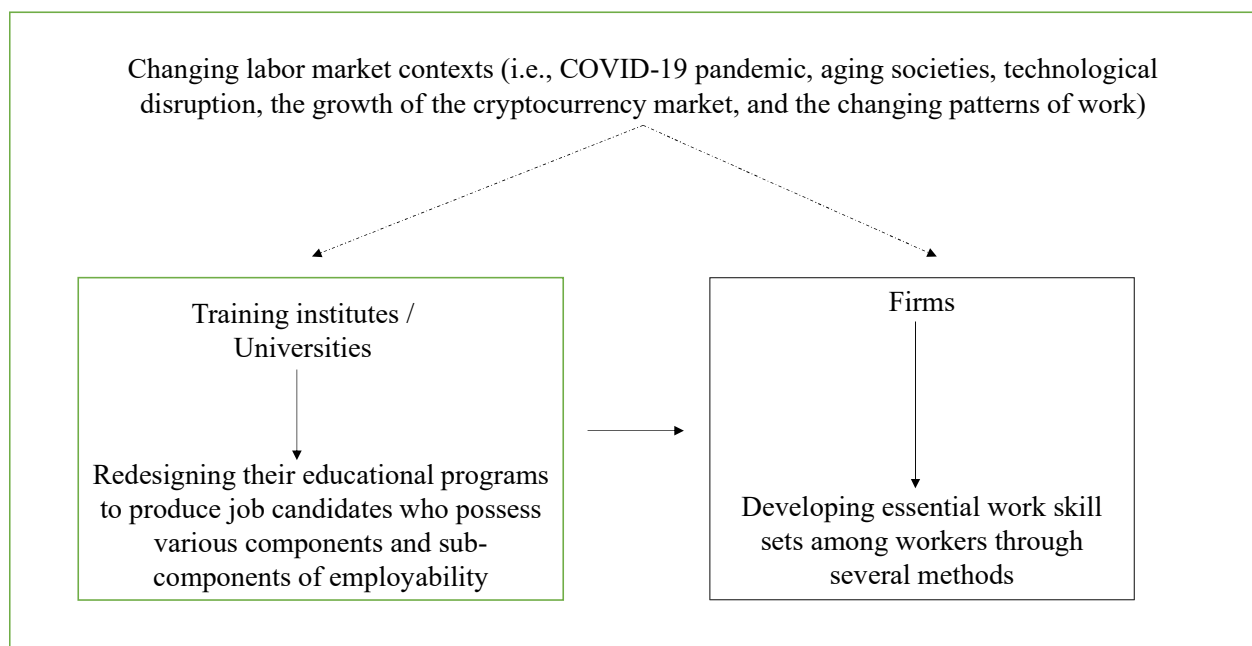 Changing labor market contexts (i.e., COVID-19 pandemic, aging societies, technological
disruption, the growth of the cryptocurrency market, and the changing patterns of work)
Training institutes /
Universities
Redesigning their educational programs
to produce job candidates who possess
various components and sub-
components of employability
Firms
Developing essential work skill
sets among workers through
several methods